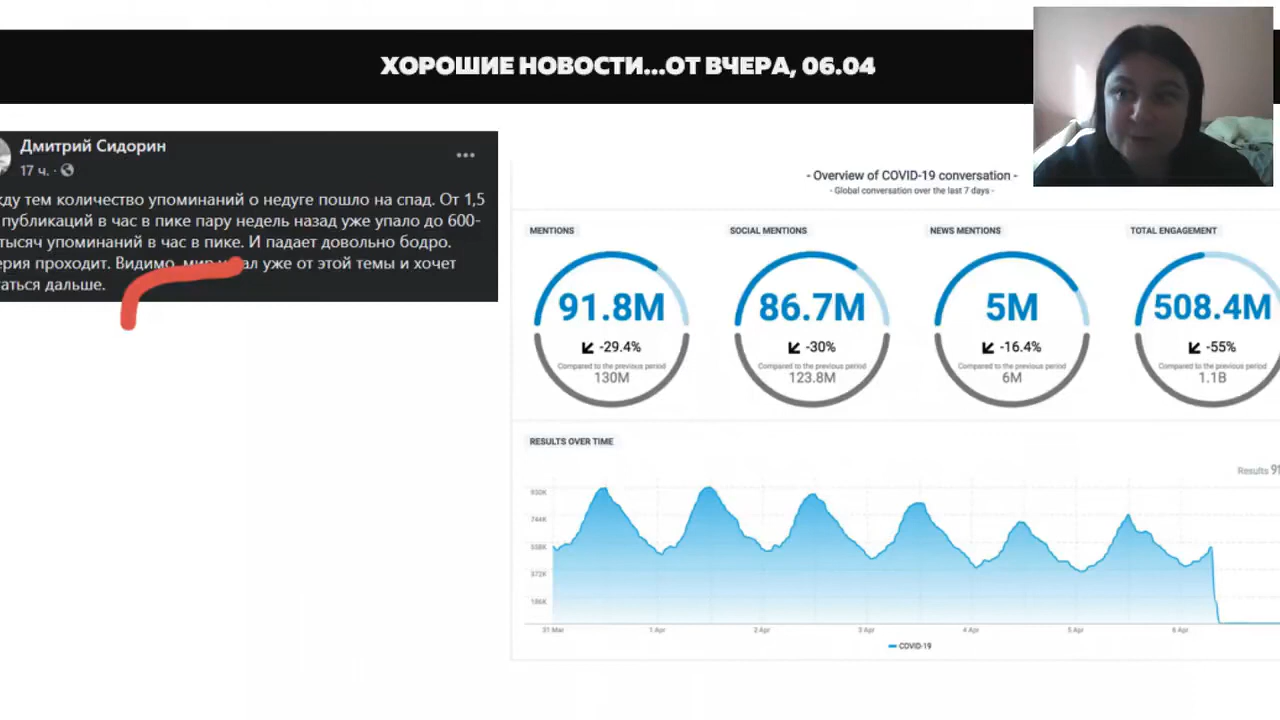 ХОРОШИЕ НОВОСТИ...ОТ ВЧЕРА, 06.04
Дмитрий Сидорин
17 ч. ·
тем количество упоминаний о недуге пошло на спад. От 1,5
публикаций в час в пике пару недель назад уже упало до 600-
тысяч упоминаний в час в пике. И падает довольно бодро.
проходит. Видимо, мир уже от этой темы и хочет
дальше.
- Overview of COVID-19 conversation -
- Global conversation over the last 7 days -
MENTIONS
SOCIAL MENTIONS
NEWS MENTIONS
TOTAL ENGAGEMENT
91.8M
86.7M
5M
508.4M
-29.4%
-30%
-16.4%
-55%
Compared to the previous period
Compared to the previous period
Compared to the previous period
Compared to the previous period
130M
123.8M
6M
1.1B
RESULTS OVER TIME
Results
930K
744K
558K
372K
186K
31 Mar
1 Apr
2 Apr
3 Apr
4 Apr
5 Apr
6 Apr
COVID-19